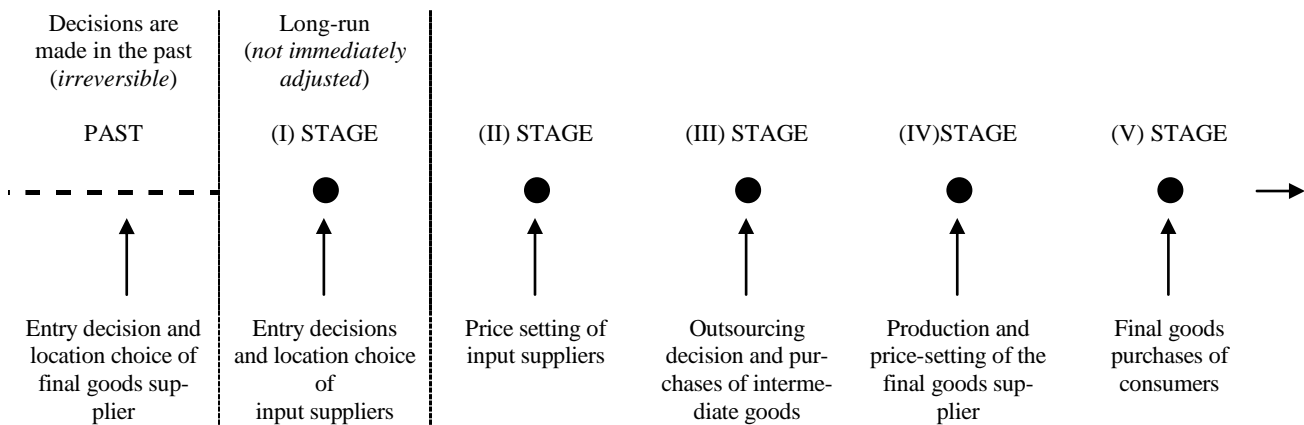 Decisions are
made in the past
(irreversible)
Long-run
(not immediately
adjusted)
PAST
(I) STAGE
(II) STAGE
(III) STAGE
(IV)STAGE
(V) STAGE
Entry decision and
location choice of
final goods sup-
plier
Entry decisions
and location choice
of
input suppliers
Price setting of
input suppliers
Outsourcing
decision and pur-
chases of interme-
diate goods
Production and
price-setting of the
final goods sup-
plier
Final goods
purchases of
consumers